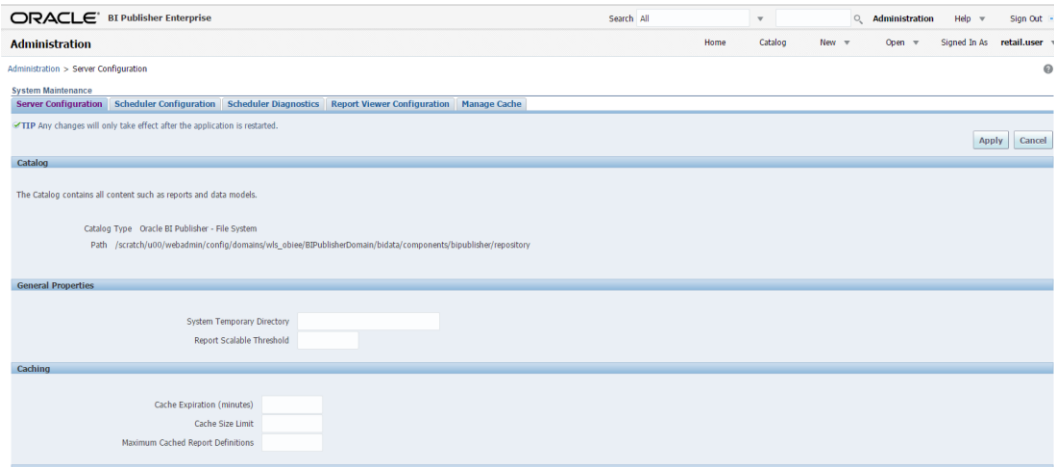 ORACLE® BI Publisher Enterprise
Search All
Administration
Help
Sign Out
Administration
Home
Catalog
New
Open
Signed In As retail.user
Administration > Server Configuration
System Maintenance
Server Configuration
Scheduler Configuration
Scheduler Diagnostics
Report Viewer Configuration
Manage Cache
TIP Any changes will only take effect after the application is restarted.
Apply
Cancel
Catalog
The Catalog contains all content such as reports and data models.
Catalog Type Oracle BI Publisher - File System
Path /scratch/u00/webadmin/config/domains/wls_obiee/BIPublisherDomain/bidata/components/bipublisher/repository
General Properties
System Temporary Directory
Report Scalable Threshold
Caching
Cache Expiration (minutes)
Cache Size Limit
Maximum Cached Report Definitions